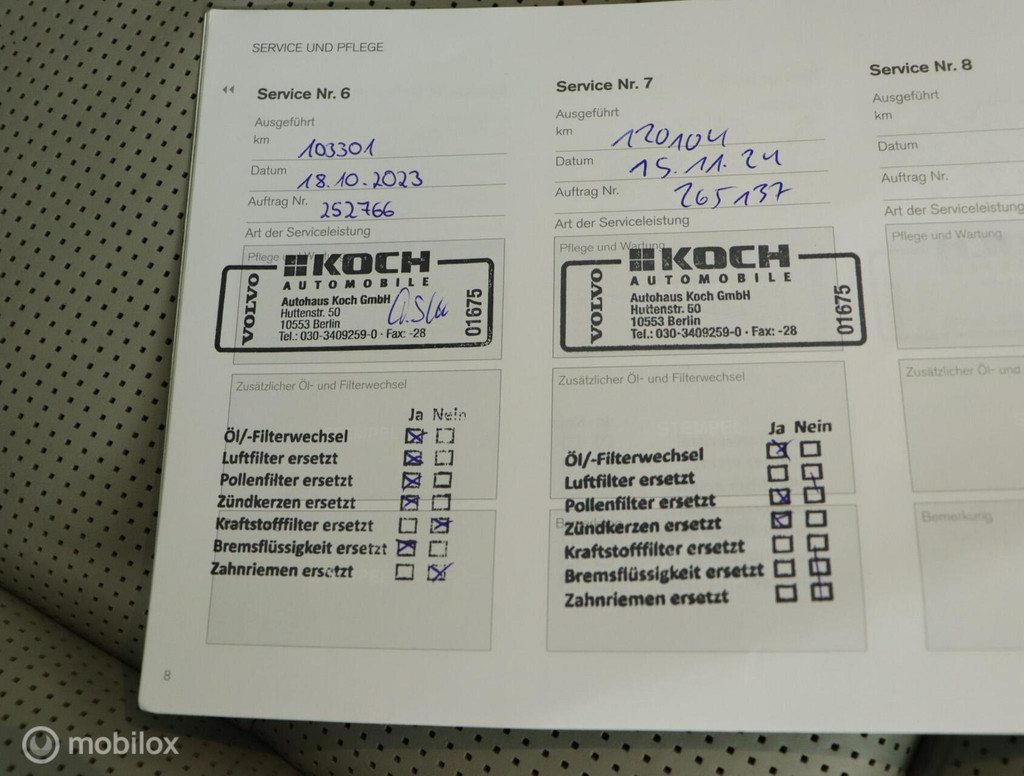 SERVICE UND PFLEGE
Service Nr. 6
Ausgeführt
km 103301
Datum 18.10.2023
Auftrag Nr. 252766
Art der Serviceleistung
Pflege
KOCH
AUTOMOBILE
VOLVO
Autohaus Koch GmbH
Huttenstr. 50
10553 Berlin
Tel.: 030-3409259-0 · Fax: -28
01675
Zusätzlicher Öl- und Filterwechsel
Ja Nein
Öl/-Filterwechsel
Luftfilter ersetzt
Pollenfilter ersetzt
Zündkerzen ersetzt
Kraftstofffilter ersetzt
Bremsflüssigkeit ersetzt
Zahnriemen ersetzt
8
Service Nr. 7
Ausgeführt
km 120104
Datum 15.11.24
Auftrag Nr. 265137
Art der Serviceleistung
Pflege und Wartung
KOCH
AUTOMOBILE
VOLVO
Autohaus Koch GmbH
Huttenstr. 50
10553 Berlin
Tel.: 030-3409259-0 · Fax: -28
01675
Zusätzlicher Öl- und Filterwechsel
Ja Nein
Öl/-Filterwechsel
Luftfilter ersetzt
Pollenfilter ersetzt
Zündkerzen ersetzt
Kraftstofffilter ersetzt
Bremsflüssigkeit ersetzt
Zahnriemen ersetzt
Service Nr. 8
Ausgeführt
km
Datum
Auftrag Nr.
Art der Serviceleistung
Pflege und Wartung
Zusätzlicher Öl- und
Bemerkung
mobilox